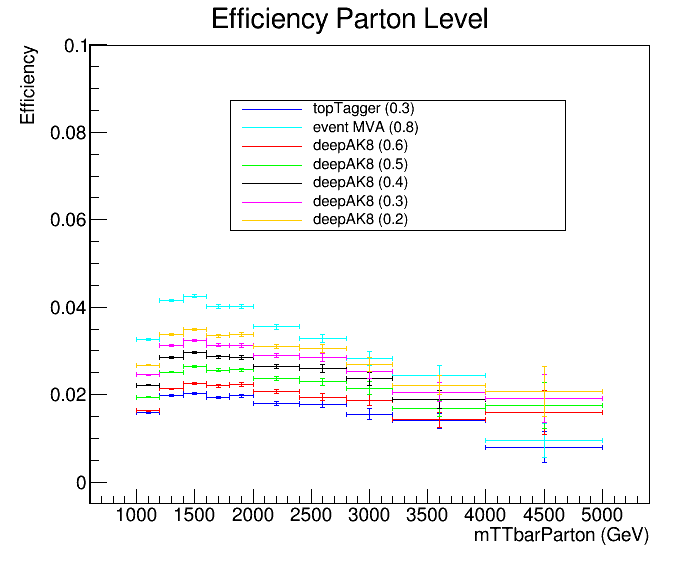 Efficiency Parton Level
Efficiency
0.1
0.08
0.06
0.04
0.02
0
topTagger (0.3)
event MVA (0.8)
deepAK8 (0.6)
deepAK8 (0.5)
deepAK8 (0.4)
deepAK8 (0.3)
deepAK8 (0.2)
1000 1500 2000 2500 3000 3500 4000 4500 5000
mTTbarParton (GeV)